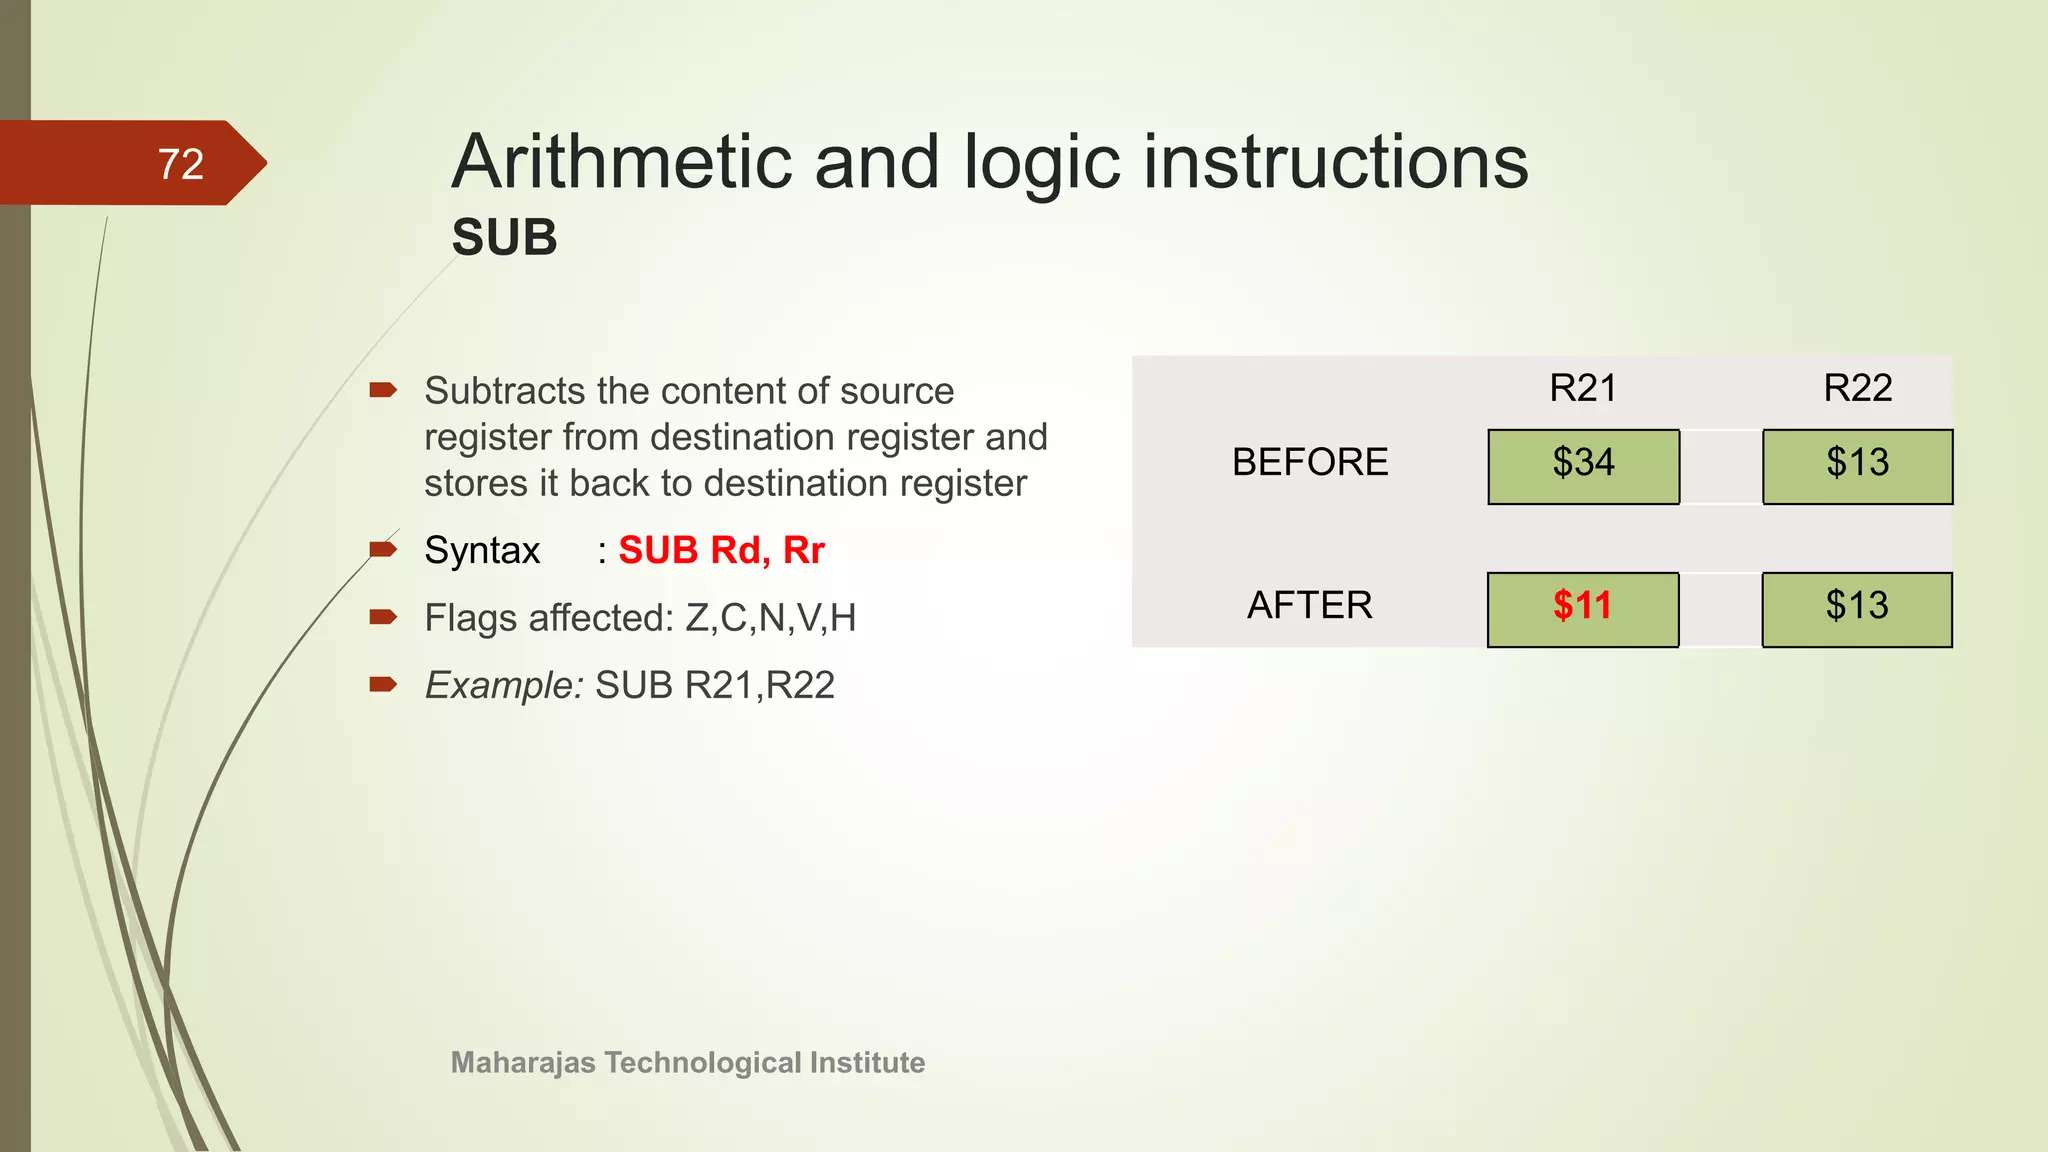 72
Arithmetic and logic instructions
SUB
Subtracts the content of source
register from destination register and
stores it back to destination register
Syntax : SUB Rd, Rr
Flags affected: Z,C,N,V,H
Example: SUB R21,R22
R21 R22
BEFORE $34 $13
AFTER $11 $13
Maharajas Technological Institute